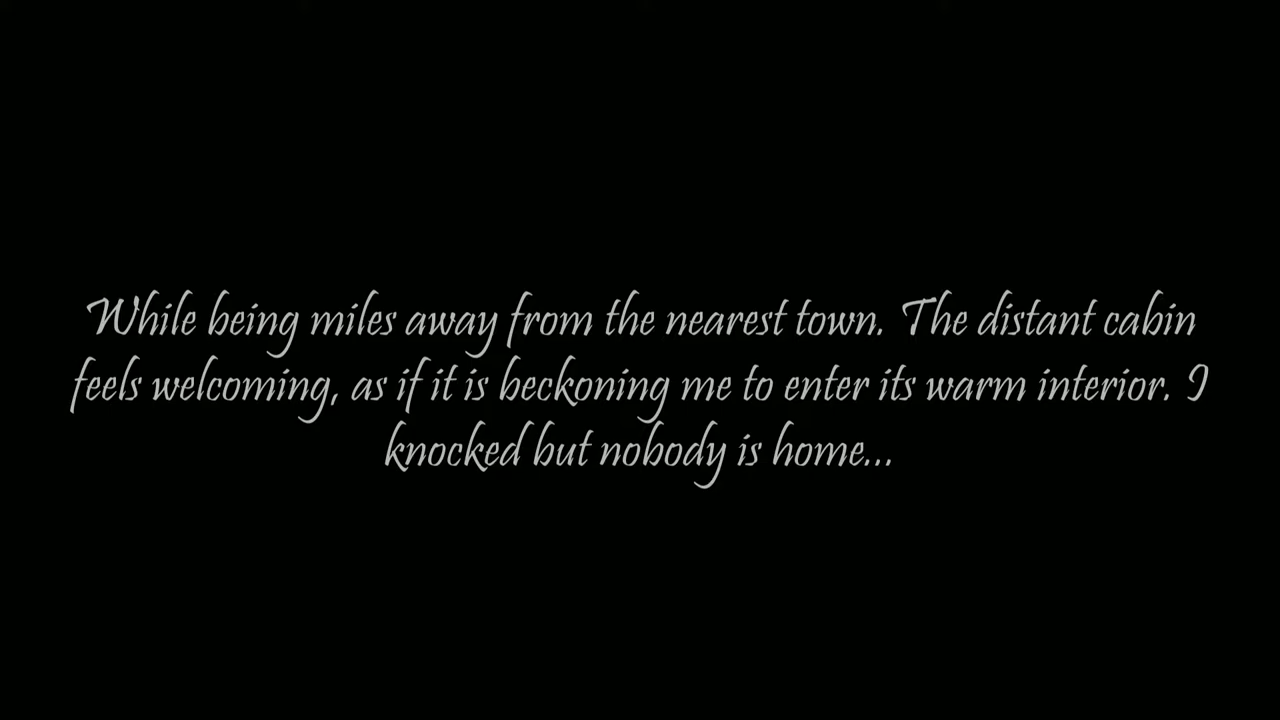 While being miles away from the nearest town. The distant cabin
feels welcoming, as if it is beckoning me to enter its warm interior. I
knocked but nobody is home...